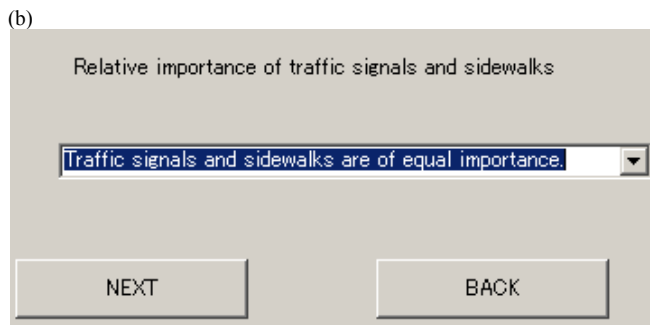 (b)
Relative importance of traffic signals and sidewalks
Traffic signals and sidewalks are of equal importance.
NEXT BACK